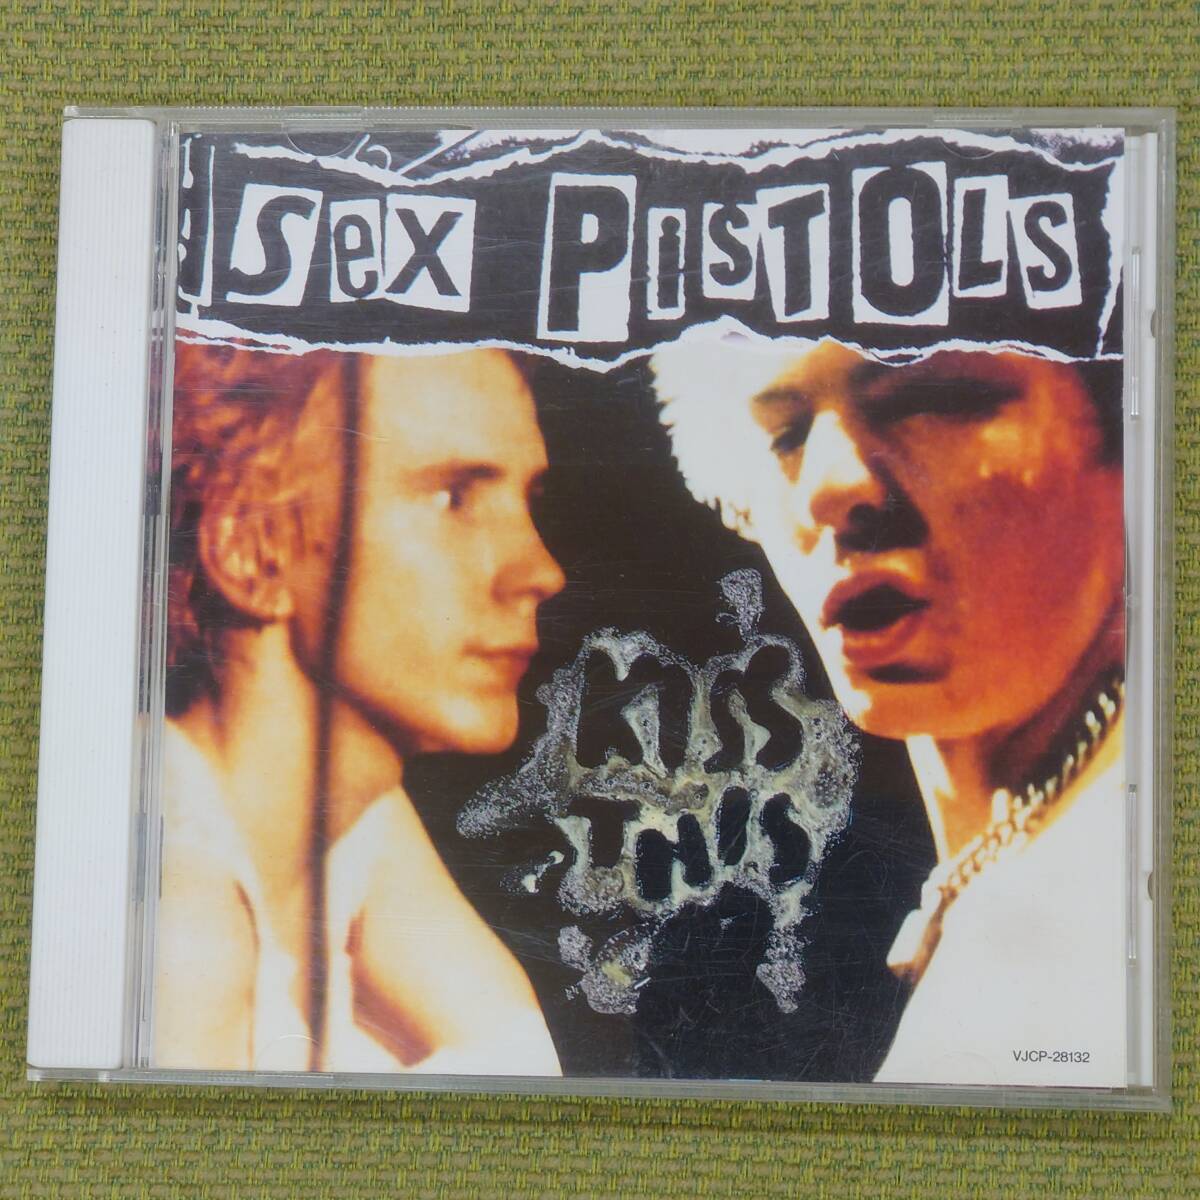 SEX PISTOLS
KISS
THIS
VJCP-28132